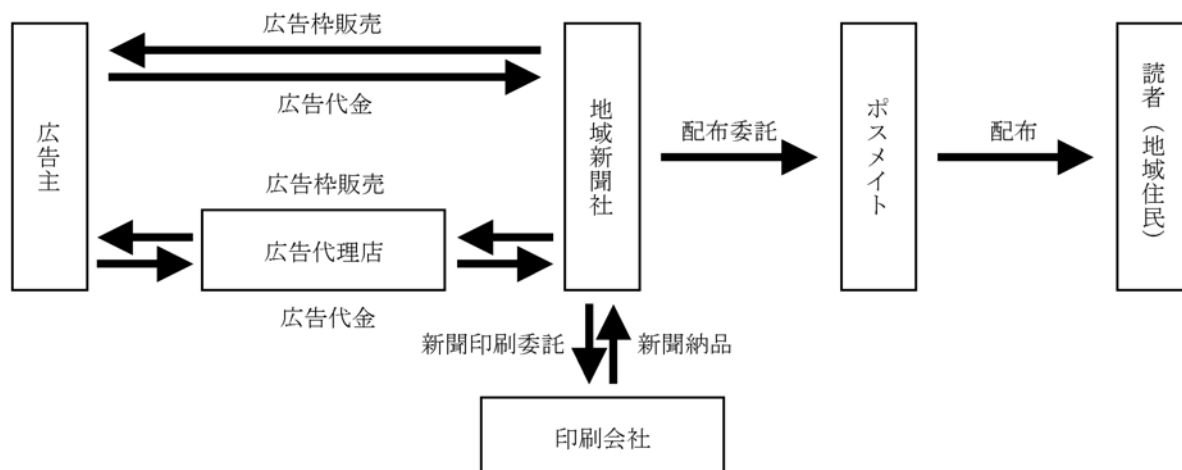 広告枠販売
広告代金
広告主
地域新聞社
配布委託
ポスメイト
配布
読者（地域住民）
広告枠販売
広告代理店
広告代金
新聞印刷委託
新聞納品
印刷会社